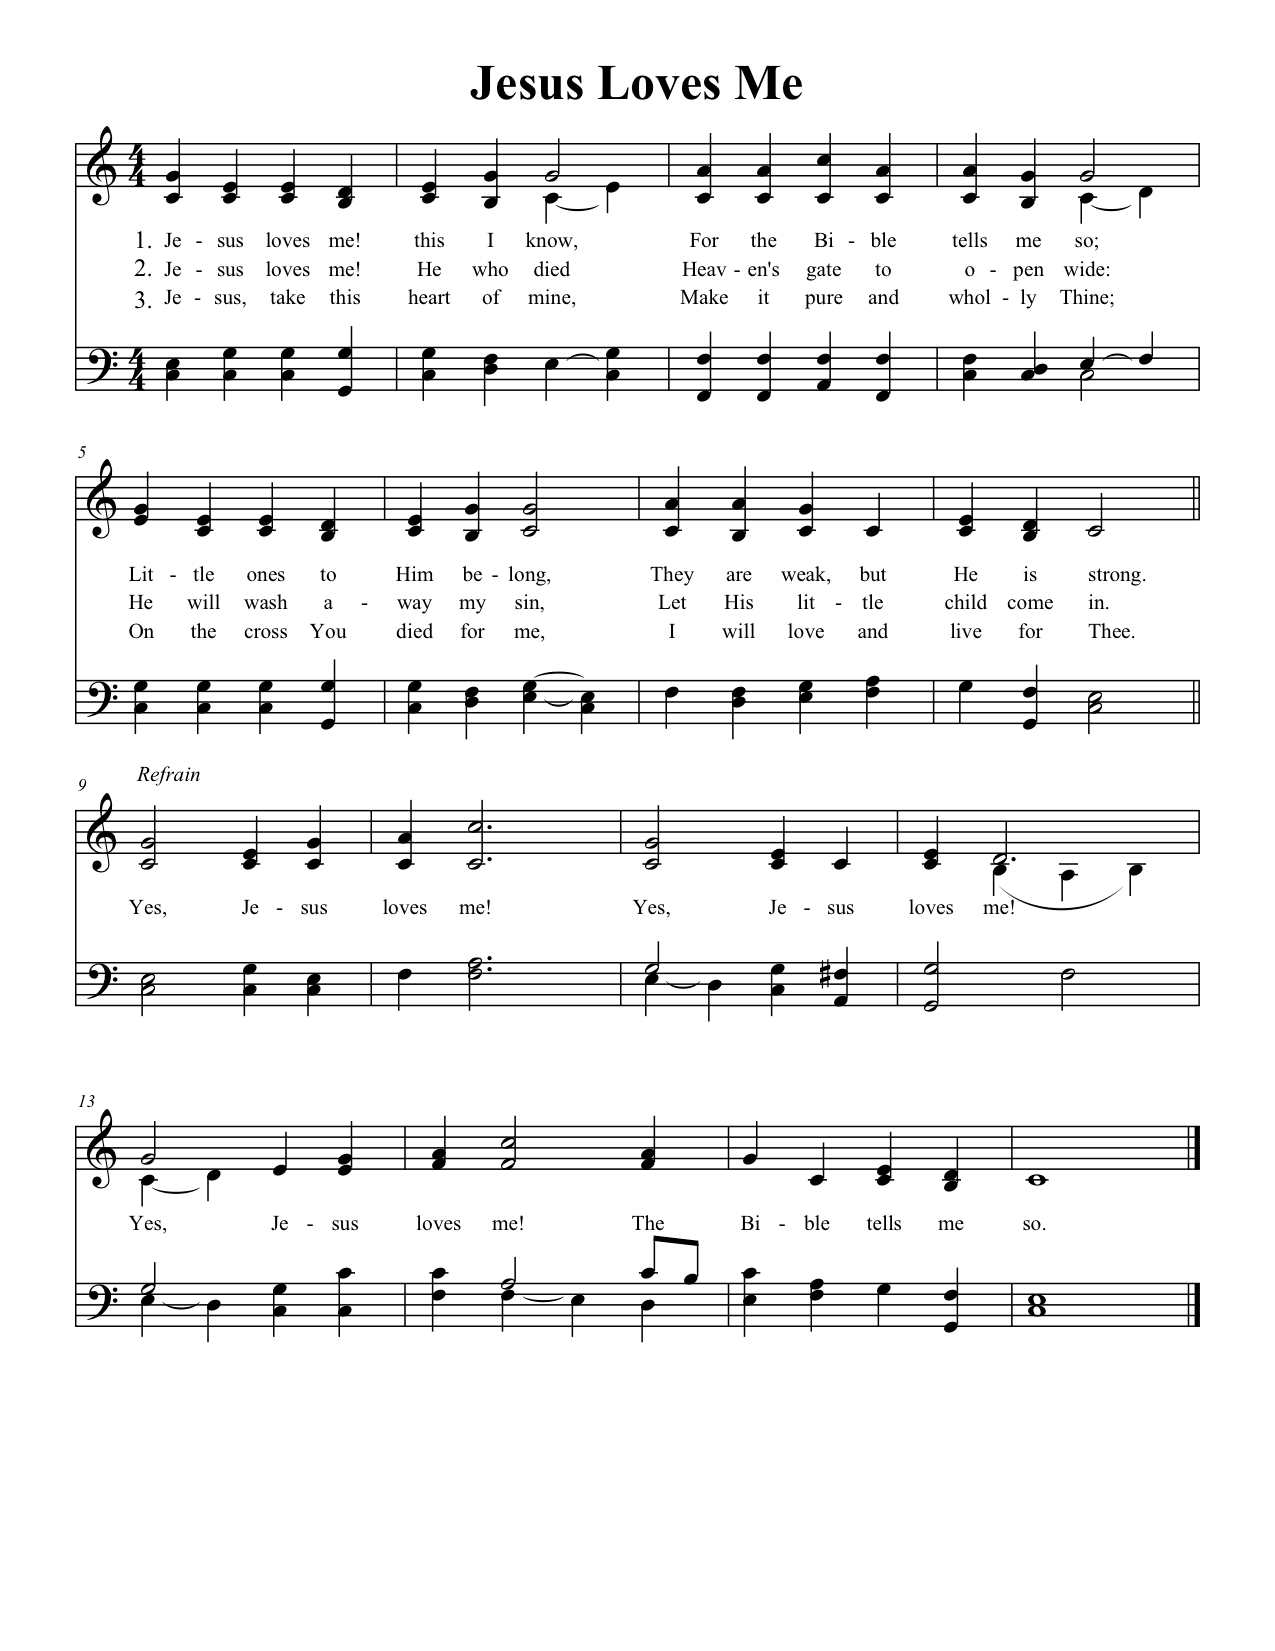 Jesus Loves Me
1. Je - sus loves me! this I know, For the Bi - ble tells me so;
2. Je - sus loves me! He who died Heav - en's gate to o - pen wide:
3. Je - sus, take this heart of mine, Make it pure and whol - ly Thine;
5
Lit - tle ones to Him be - long, They are weak, but He is strong.
He will wash a - way my sin, Let His lit - tle child come in.
On the cross You died for me, I will love and live for Thee.
9 Refrain
Yes, Je - sus loves me! Yes, Je - sus loves me!
13
Yes, Je - sus loves me! The Bi - ble tells me so.